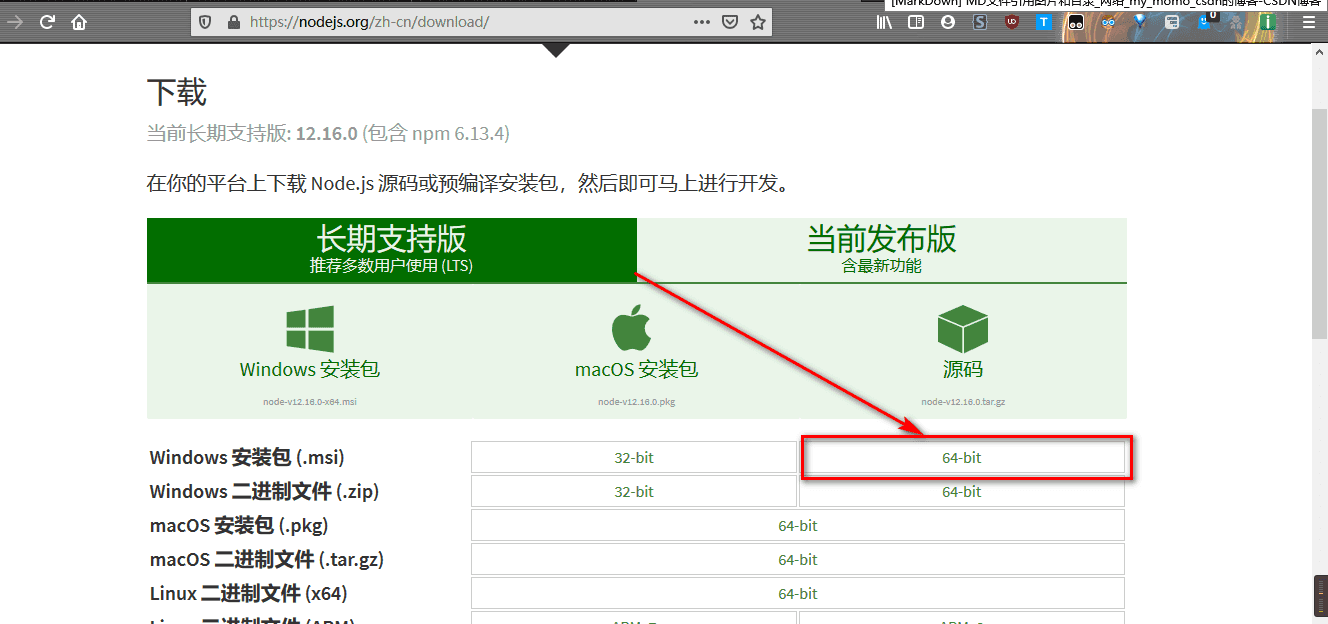 [MarkDown] MD文件引用图片和目录_网络_my_momo_csdn的博客-CSDN博客
https://nodejs.org/zh-cn/download/
下载
当前长期支持版: 12.16.0 (包含 npm 6.13.4)
在你的平台上下载 Node.js 源码或预编译安装包，然后即可马上进行开发。
长期支持版
推荐多数用户使用 (LTS)
当前发布版
含最新功能
Windows 安装包
node-v12.16.0-x64.msi
macOS 安装包
node-v12.16.0.pkg
源码
node-v12.16.0.tar.gz
Windows 安装包 (.msi) 32-bit 64-bit
Windows 二进制文件 (.zip) 32-bit 64-bit
macOS 安装包 (.pkg) 64-bit
macOS 二进制文件 (.tar.gz) 64-bit
Linux 二进制文件 (x64) 64-bit